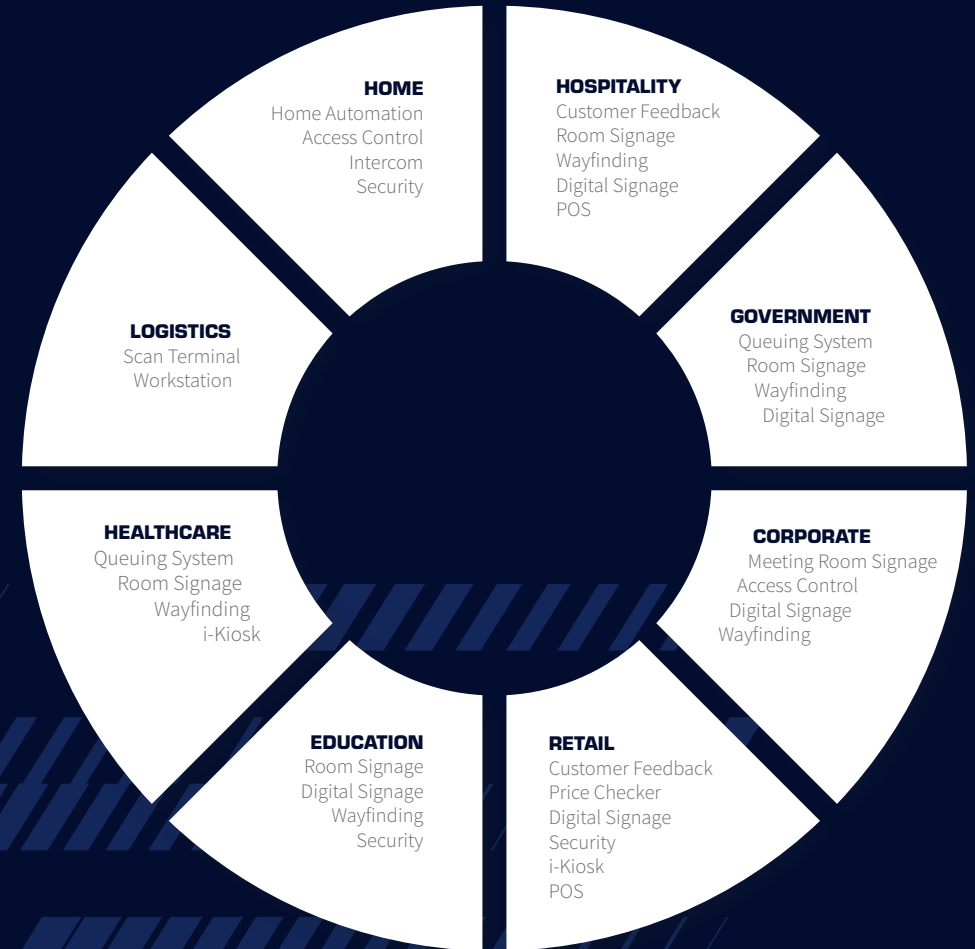 HOME
Home Automation
Access Control
Intercom
Security
HOSPITALITY
Customer Feedback
Room Signage
Wayfinding
Digital Signage
POS
GOVERNMENT
Queuing System
Room Signage
Wayfinding
Digital Signage
CORPORATE
Meeting Room Signage
Access Control
Digital Signage
Wayfinding
RETAIL
Customer Feedback
Price Checker
Digital Signage
Security
i-Kiosk
POS
EDUCATION
Room Signage
Digital Signage
Wayfinding
Security
HEALTHCARE
Queuing System
Room Signage
Wayfinding
i-Kiosk
LOGISTICS
Scan Terminal
Workstation